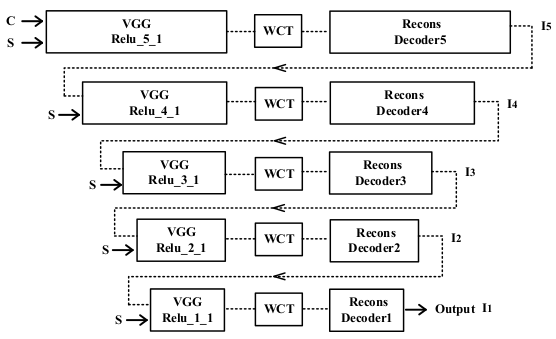 C
S
VGG
Relu_5_1
WCT
Recons
Decoder5
I5
S
VGG
Relu_4_1
WCT
Recons
Decoder4
I4
S
VGG
Relu_3_1
WCT
Recons
Decoder3
I3
S
VGG
Relu_2_1
WCT
Recons
Decoder2
I2
S
VGG
Relu_1_1
WCT
Recons
Decoder1
Output I1